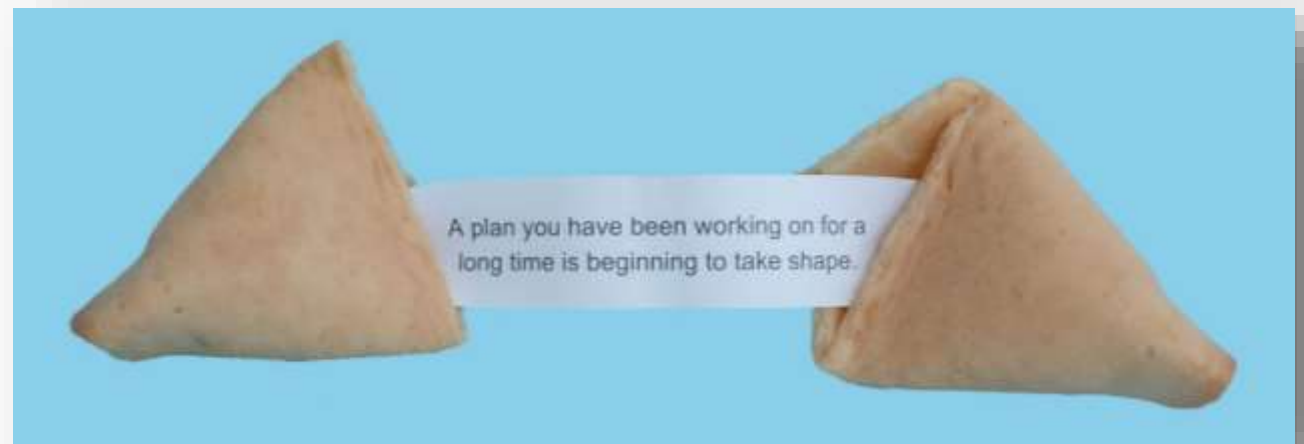 A plan you have been working on for a
long time is beginning to take shape.